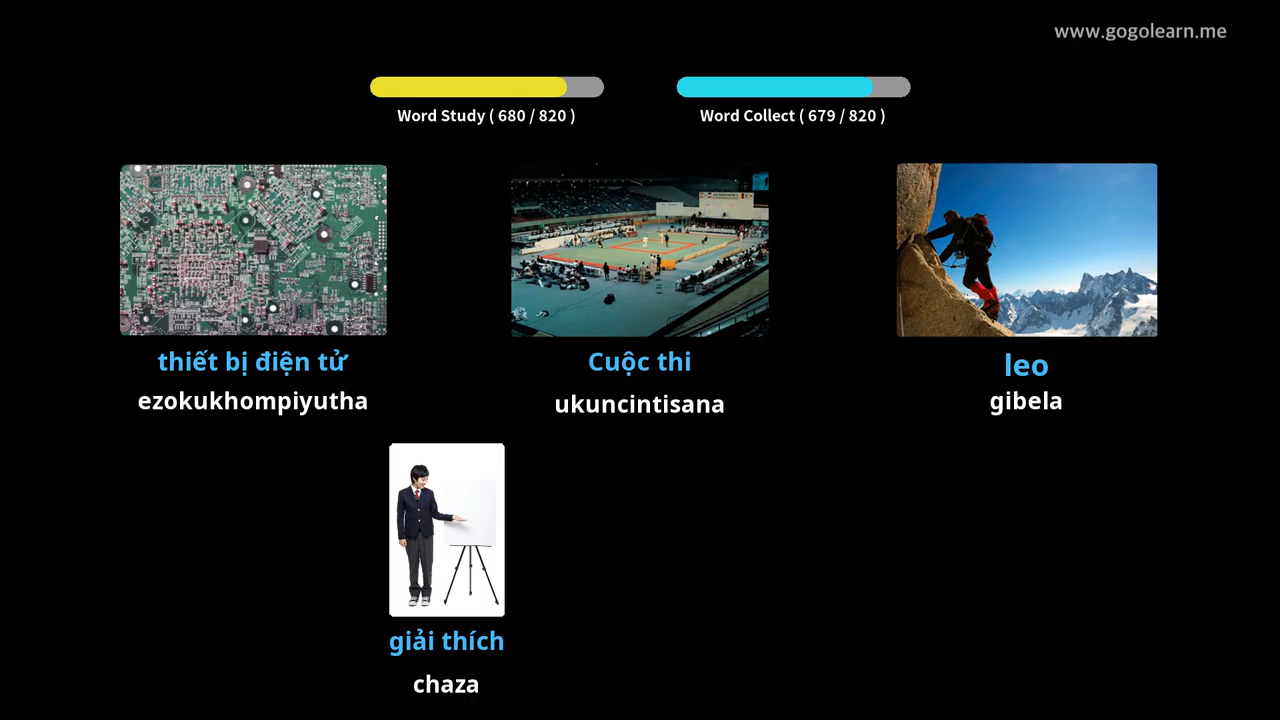 www.gogolearn.me
Word Study ( 680 / 820 )
Word Collect ( 679 / 820 )
thiết bị điện tử
Cuộc thi
leo
ezokukhompiyutha
ukuncintisana
gibela
giải thích
chaza